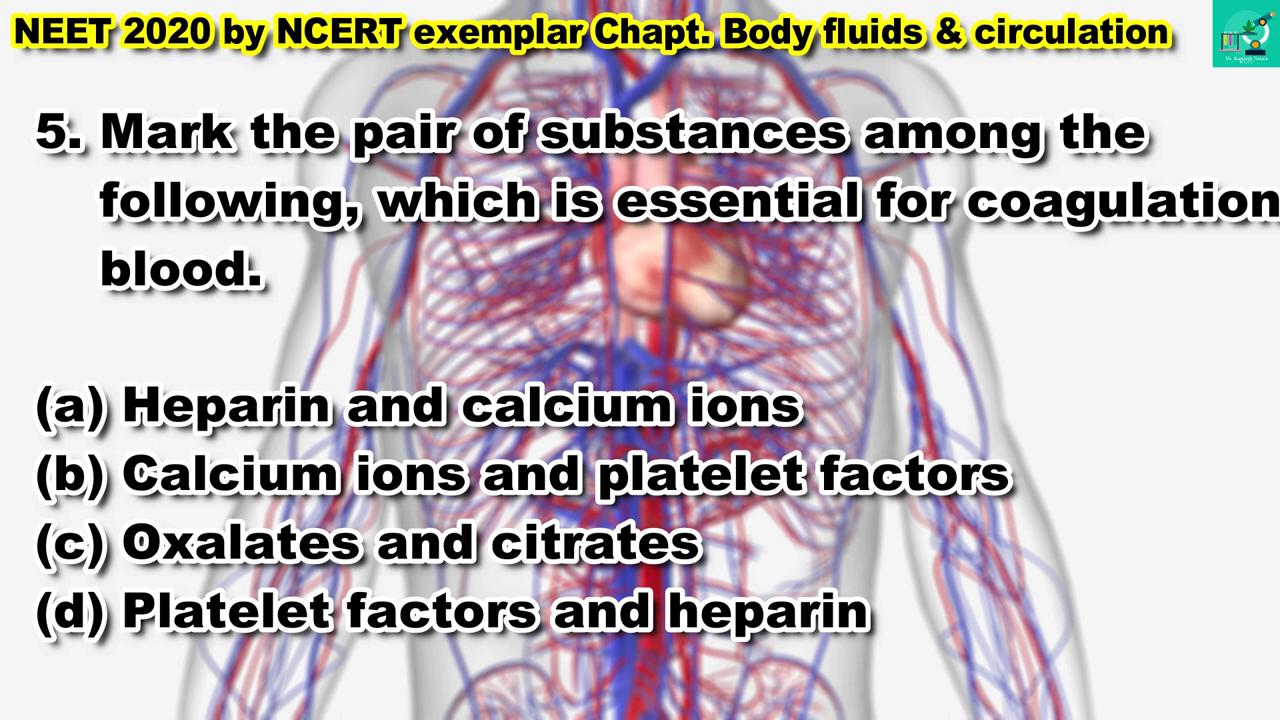 NEET 2020 by NCERT exemplar Chapt. Body fluids & circulation
5. Mark the pair of substances among the
following, which is essential for coagulation
blood.
(a) Heparin and calcium ions
(b) Calcium ions and platelet factors
(c) Oxalates and citrates
(d) Platelet factors and heparin